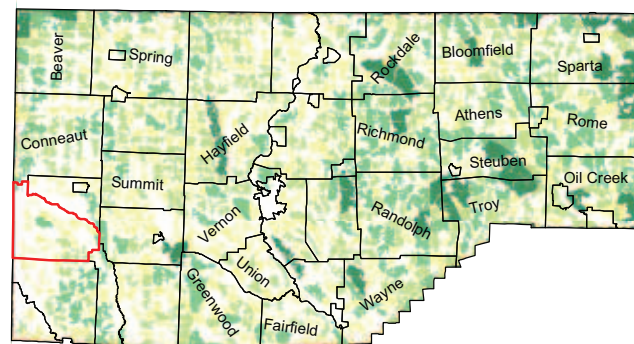 Beaver
Spring
Rockdale
Bloomfield
Sparta
Conneaut
Hayfield
Richmond
Athens
Rome
Summit
Steuben
Oil Creek
Vernon
Randolph
Troy
Union
Greenwood
Wayne
Fairfield